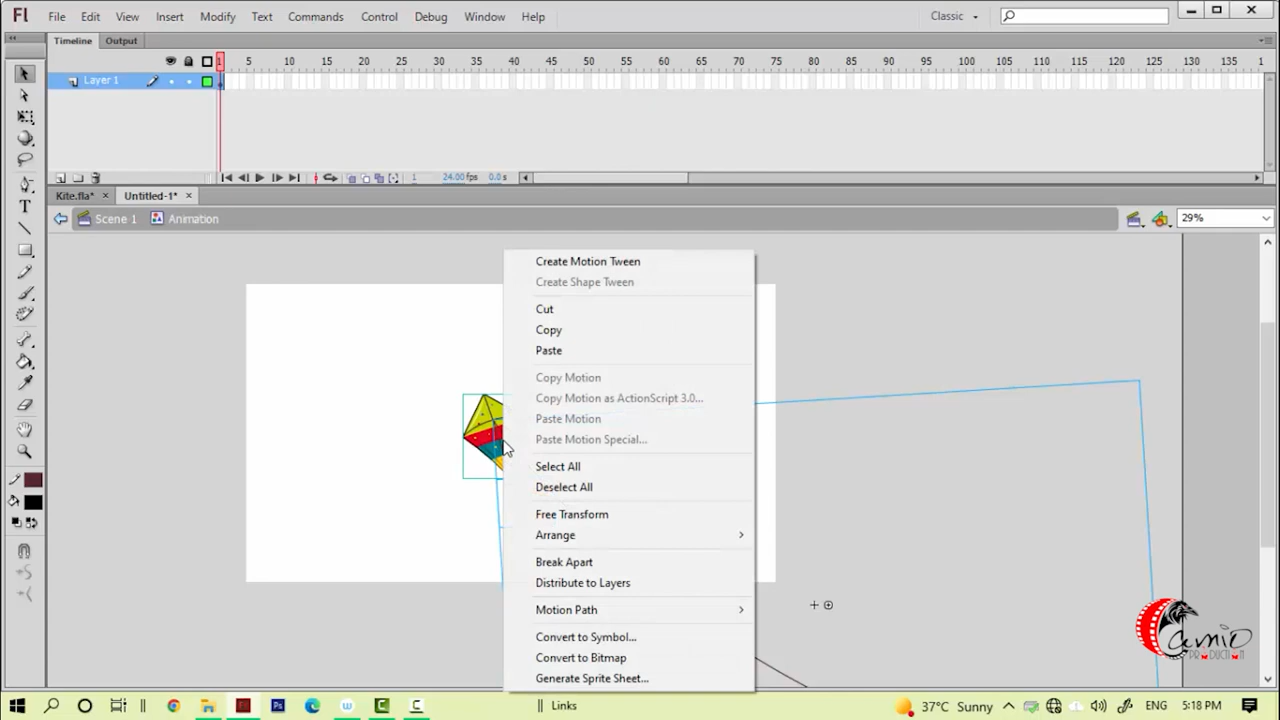 Fl File Edit View Insert Modify Text Commands Control Debug Window Help Classic
Timeline Output
1 5 10 15 20 25 30 35 40 45 50 55 60 65 70 75 80 85 90 95 100 105 110 115 120 125 130 135 1
Layer 1
1 24.00 fps 0.0 s
Kite.fla* Untitled-1*
Scene 1 Animation 29%
Create Motion Tween
Create Shape Tween
Cut
Copy
Paste
Copy Motion
Copy Motion as ActionScript 3.0...
Paste Motion
Paste Motion Special...
Select All
Deselect All
Free Transform
Arrange
Break Apart
Distribute to Layers
Motion Path
Convert to Symbol...
Convert to Bitmap
Generate Sprite Sheet...
PRODUCTION
Links 37°C Sunny ENG 5:18 PM